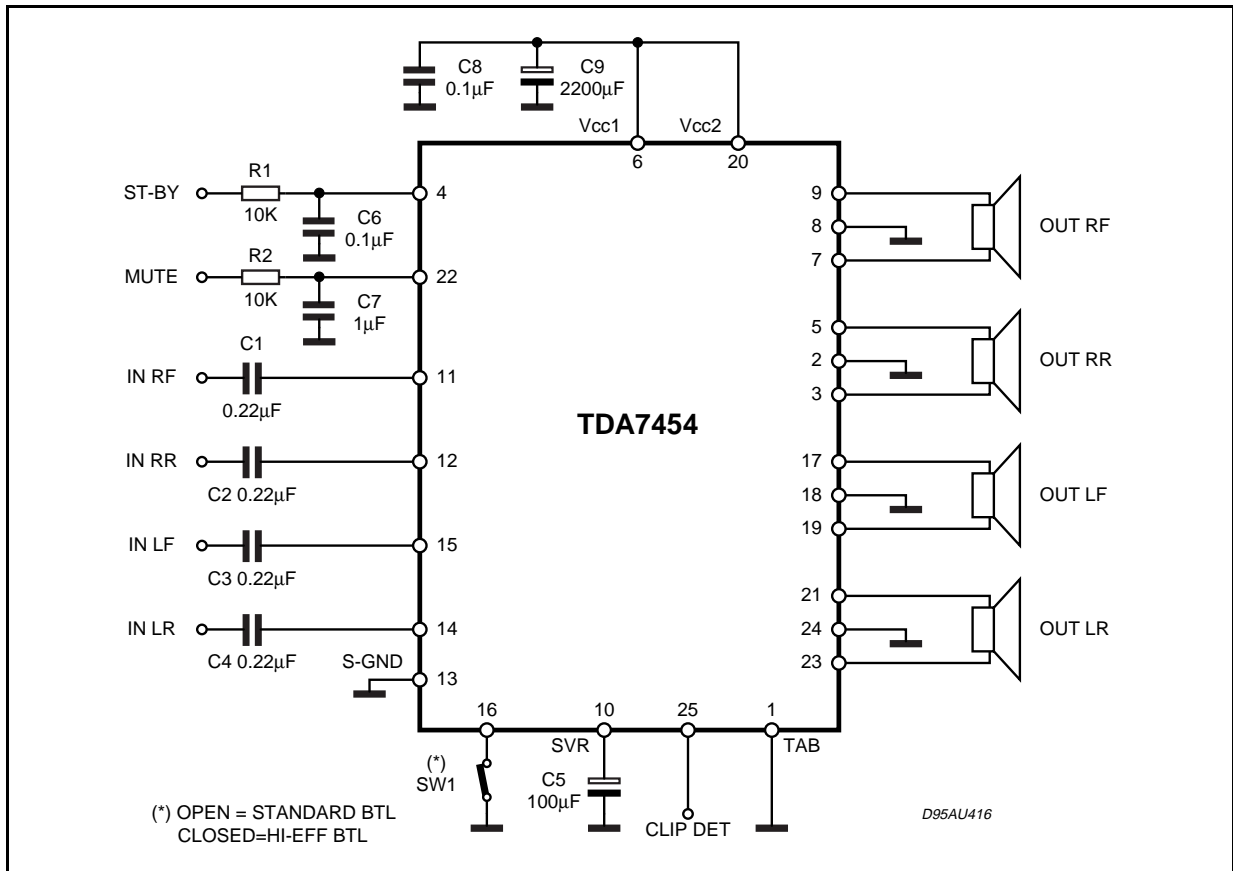 C8
0.1µF
C9
2200µF
Vcc1
Vcc2
6
20
ST-BY
R1
10K
4
C6
0.1µF
MUTE
R2
10K
22
C7
1µF
IN RF
C1
0.22µF
11
IN RR
C2 0.22µF
12
IN LF
C3 0.22µF
15
IN LR
C4 0.22µF
14
S-GND
13
TDA7454
9
8
7
OUT RF
5
2
3
OUT RR
17
18
19
OUT LF
21
24
23
OUT LR
16
10
25
1
SVR
TAB
(*)
SW1
C5
100µF
CLIP DET
(*) OPEN = STANDARD BTL
CLOSED=HI-EFF BTL
D95AU416